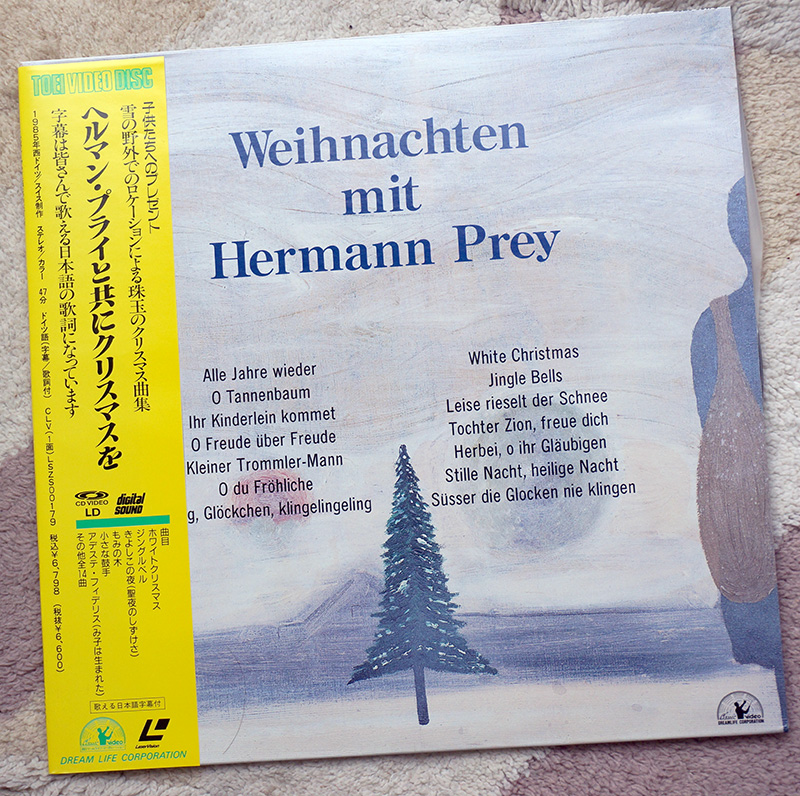 TOEI VIDEO DISC
子供たちへのプレゼント
雪の野外でのロケーションによる珠玉のクリスマス曲集
ヘルマン・プライと共にクリスマスを
字幕は皆さんで歌える日本語の歌詞になっています
1985年西ドイツ/スイス制作 ステレオ/カラー 47分 ドイツ語(字幕/歌詞付) CLV(1面) LSZS00179 税込¥6,798 (税抜¥6,600)
CD VIDEO
LD
digital
SOUND
曲目
ホワイトクリスマス
ジングルベル
きよしこの夜(聖夜のしずけさ)
もみの木
小さな鼓手
アデステ・フィデリス(み子は生まれた)
その他全14曲
歌える日本語字幕付
Classic video
LaserVision
DREAM LIFE CORPORATION
Weihnachten
mit
Hermann Prey
Alle Jahre wieder
O Tannenbaum
Ihr Kinderlein kommet
O Freude über Freude
Kleiner Trommler-Mann
O du Fröhliche
g, Glöckchen, klingelingeling
White Christmas
Jingle Bells
Leise rieselt der Schnee
Tochter Zion, freue dich
Herbei, o ihr Gläubigen
Stille Nacht, heilige Nacht
Süsser die Glocken nie klingen
Classic video
DREAMLIFE CORPORATION